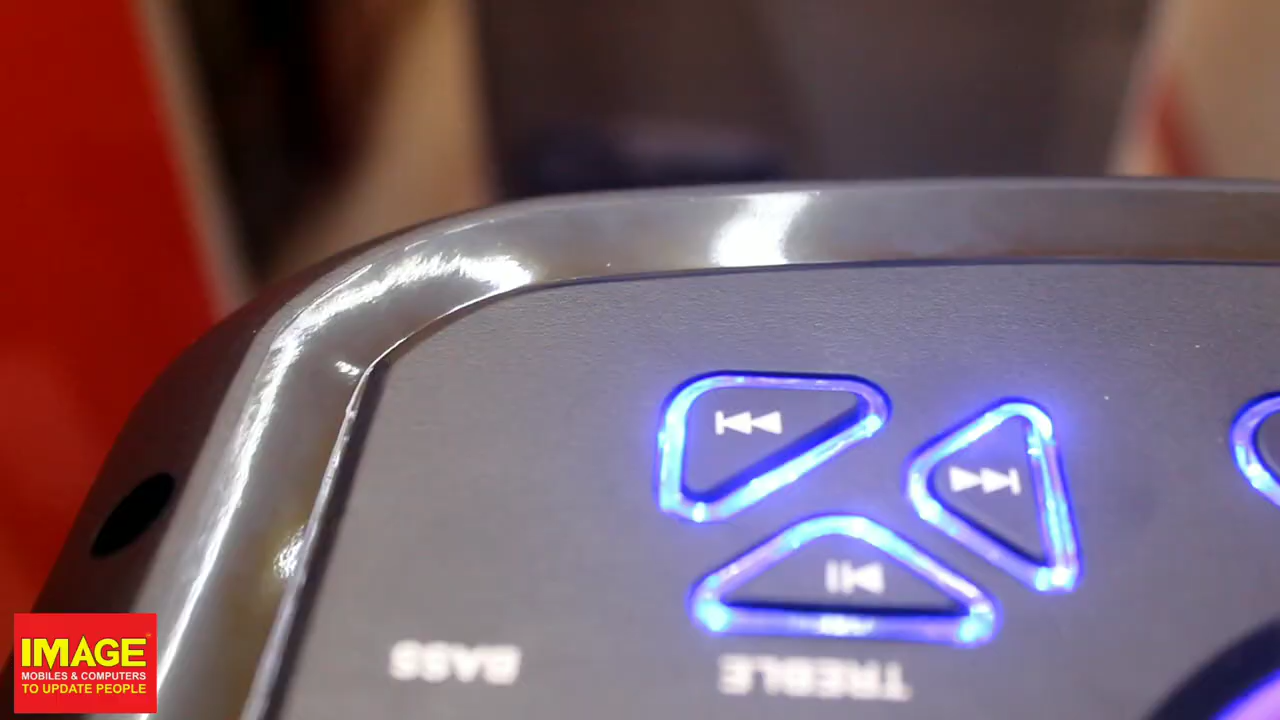 BASS
TREBLE
IMAGE
MOBILES & COMPUTERS
TO UPDATE PEOPLE